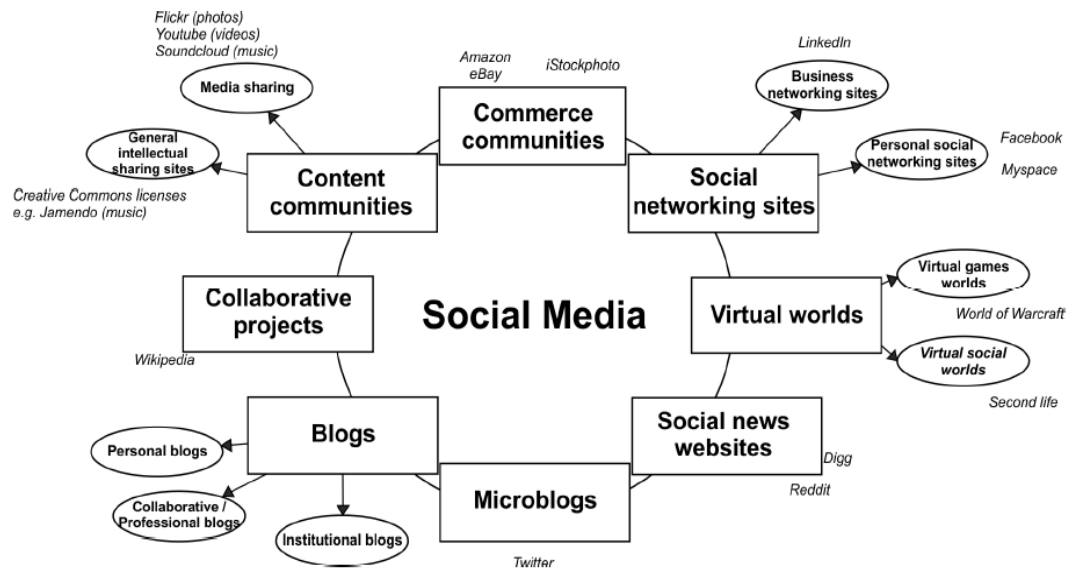 Flickr (photos)
Youtube (videos)
Soundcloud (music)
Media sharing
General
intellectual
sharing sites
Creative Commons licenses
e.g. Jamendo (music)
Content
communities
Amazon
eBay
iStockphoto
Commerce
communities
LinkedIn
Business
networking sites
Personal social
networking sites
Facebook
Myspace
Social
networking sites
Collaborative
projects
Wikipedia
Social Media
Virtual worlds
Virtual games
worlds
World of Warcraft
Virtual social
worlds
Second life
Blogs
Personal blogs
Collaborative /
Professional blogs
Institutional blogs
Microblogs
Twitter
Social news
websites
Digg
Reddit